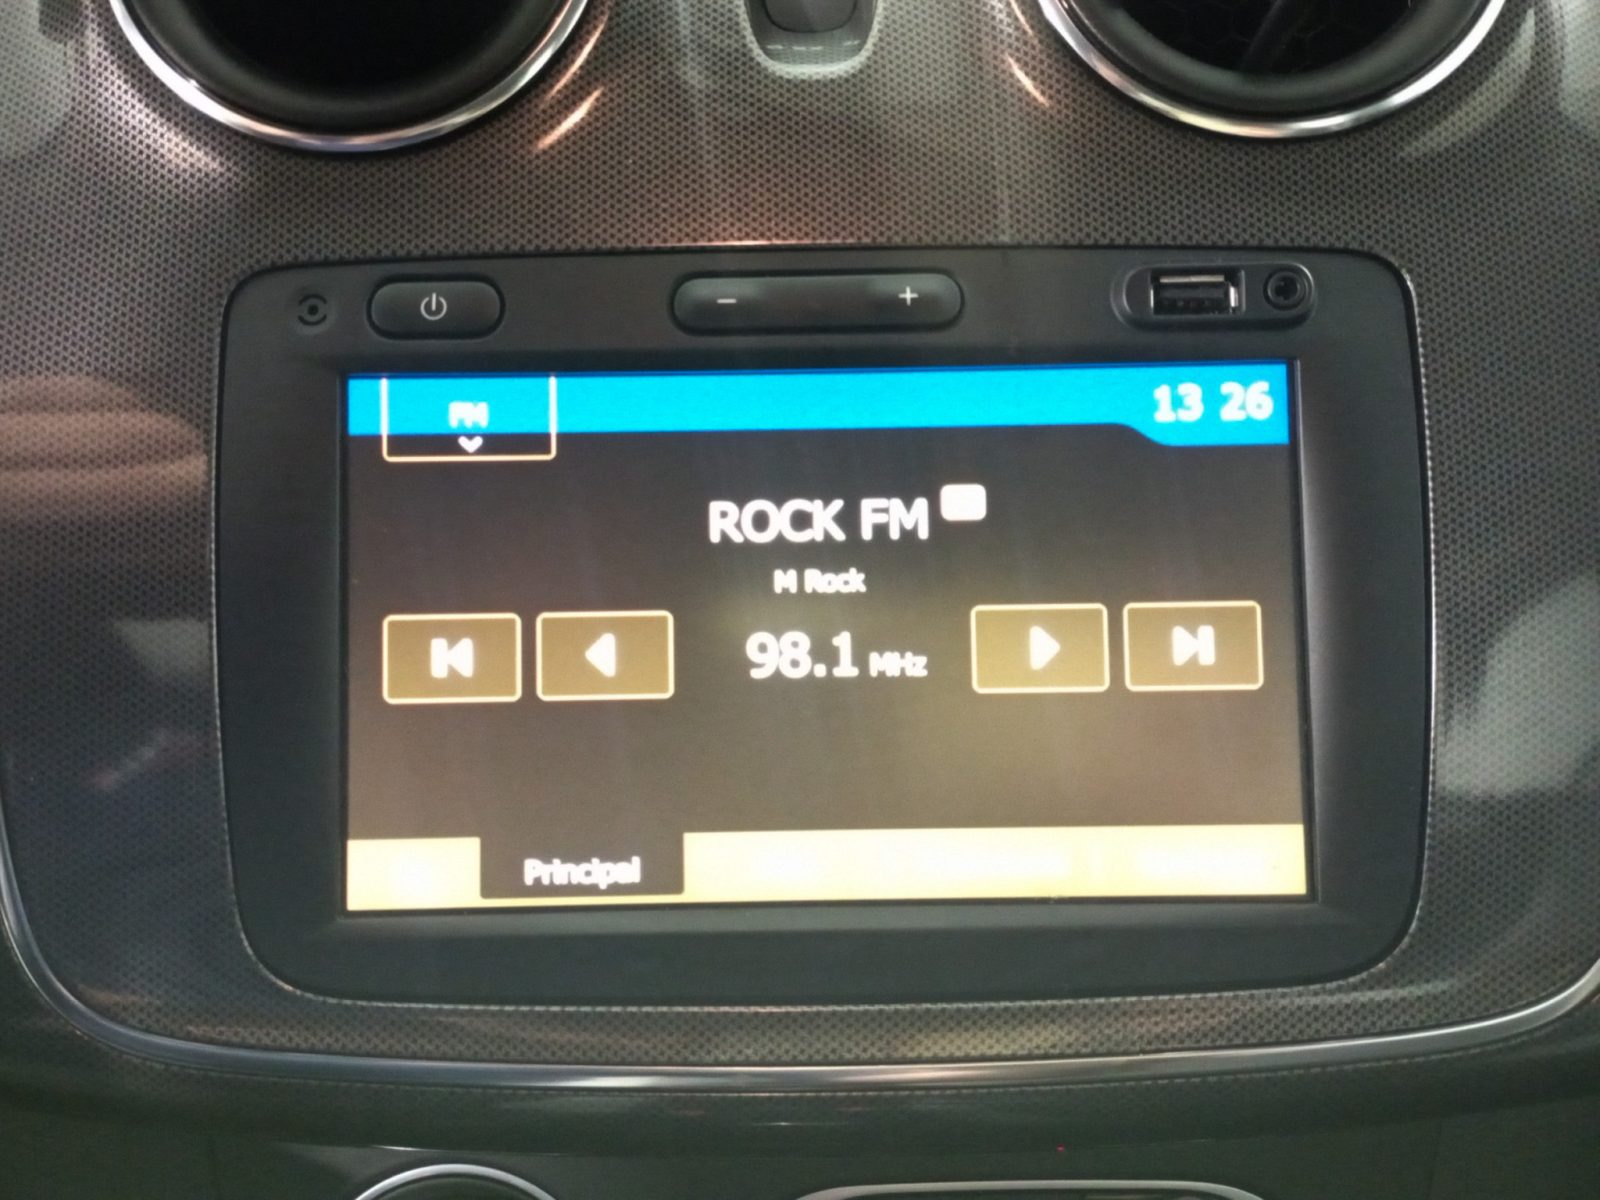 FM
13 26
ROCK FM
M Rock
98.1 MHz
Principal